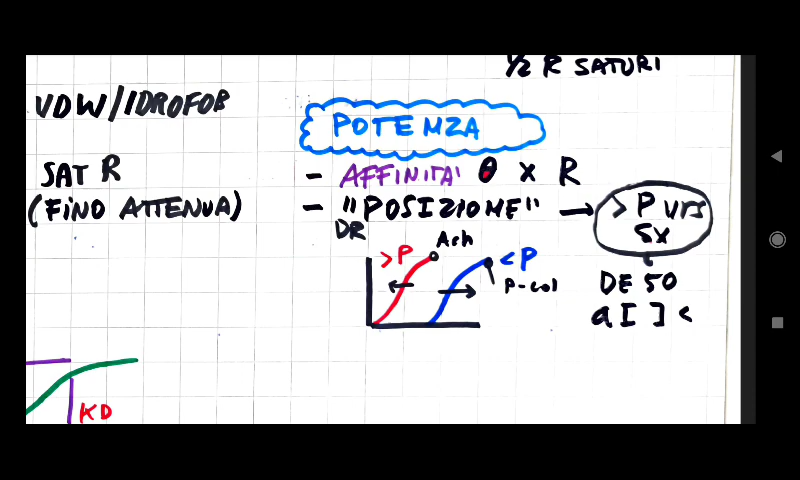 1/2 R SATURI
VDW/IDROFOB
POTENZA
SAT R
(FINO ATTENUA)
- AFFINITA' θ x R
- "POSIZIONE" → > P vrs
SX
DR
DE 50
a [ ] <
> P
Ach
< P
P-col
KD